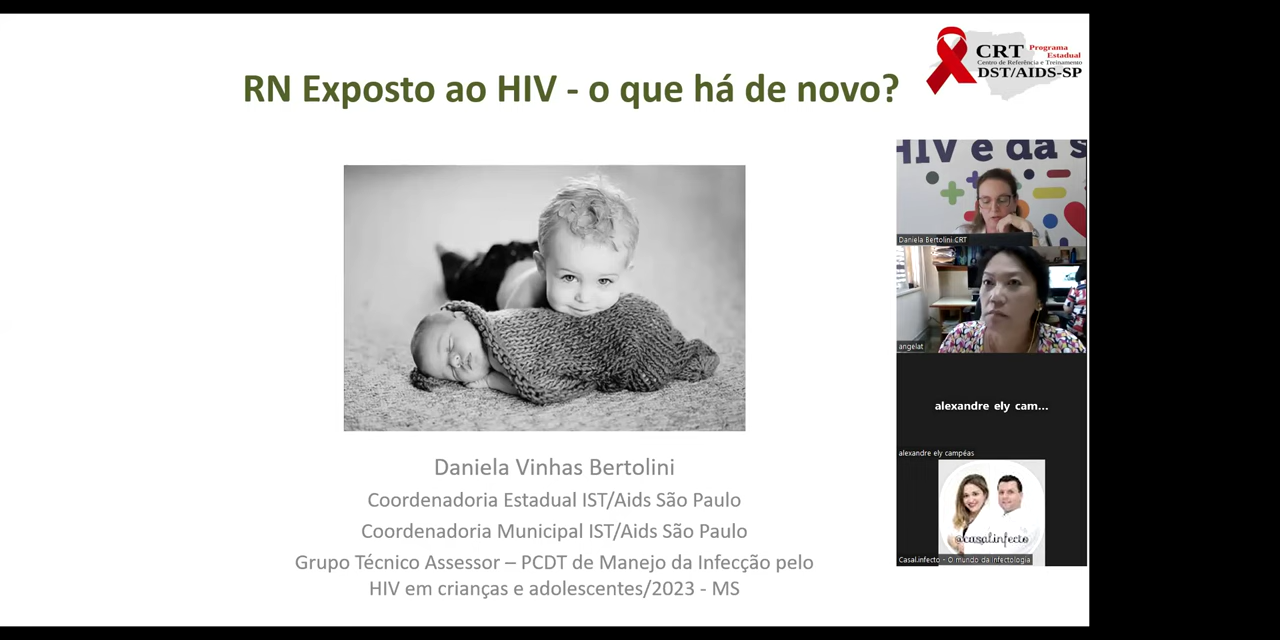 RN Exposto ao HIV - o que há de novo?
CRT Programa
Estadual
Centro de Referência e Treinamento
DST/AIDS-SP
HIV e da s
Daniela Bertolini CRT
angelat
alexandre ely cam...
alexandre ely campéas
@casal.infecto
Casal.infecto - O mundo da infectologia
Daniela Vinhas Bertolini
Coordenadoria Estadual IST/Aids São Paulo
Coordenadoria Municipal IST/Aids São Paulo
Grupo Técnico Assessor – PCDT de Manejo da Infecção pelo
HIV em crianças e adolescentes/2023 - MS